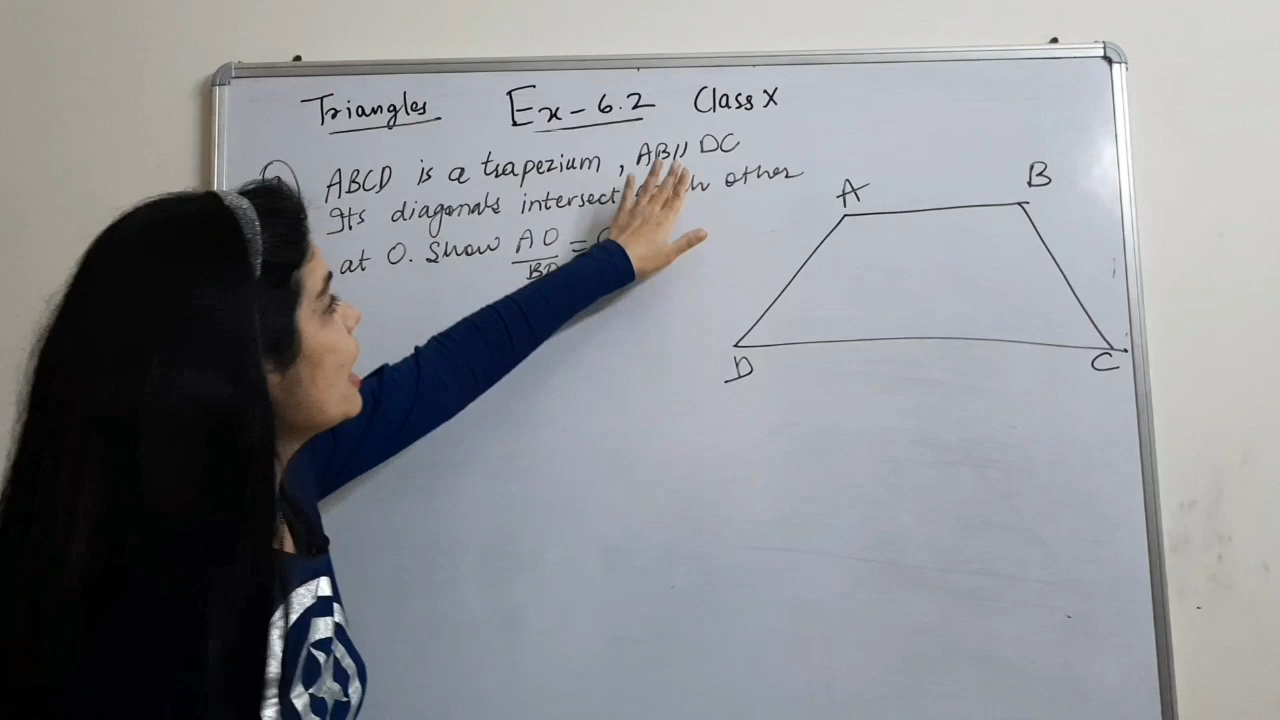 Triangles Ex-6.2 Class X
ABCD is a trapezium, AB || DC
Its diagonals intersect other
at O. Show AO/BO =
A
B
D
C